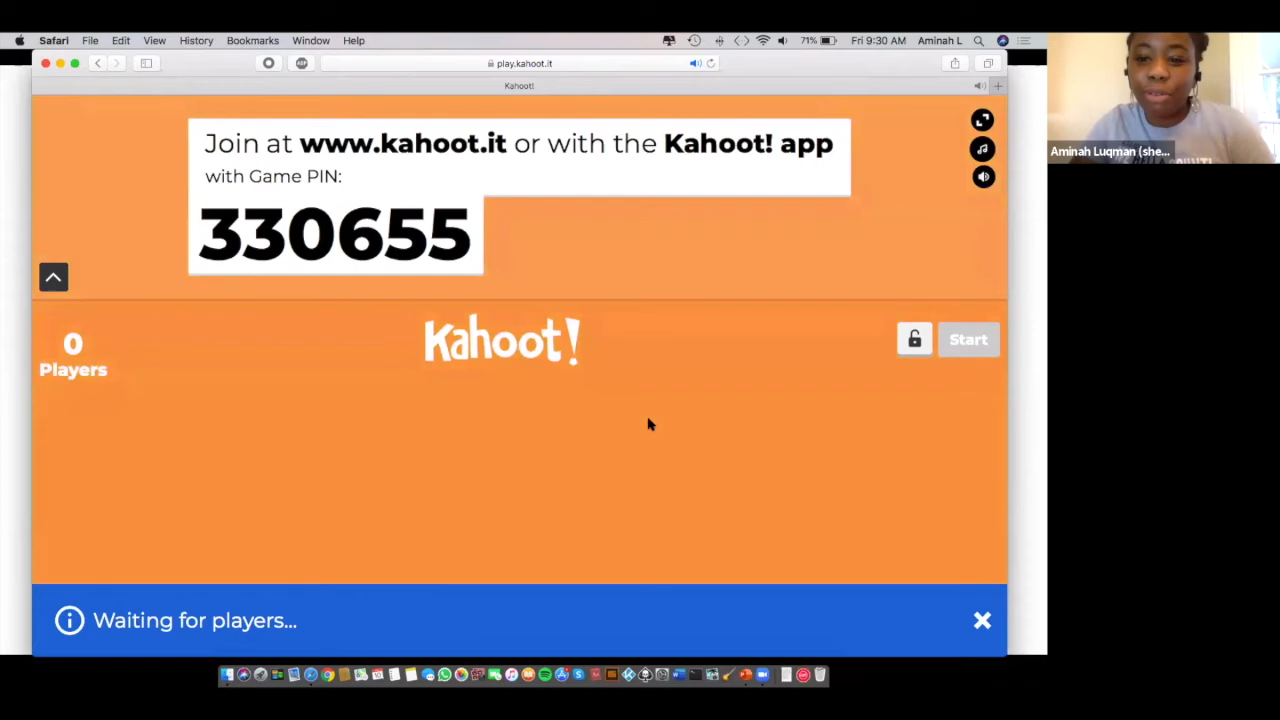 Safari File Edit View History Bookmarks Window Help 71% Fri 9:30 AM Aminah L
play.kahoot.it
Kahoot!
Join at www.kahoot.it or with the Kahoot! app
with Game PIN:
330655
0
Players
Kahoot!
Start
Waiting for players...
Aminah Luqman (she...